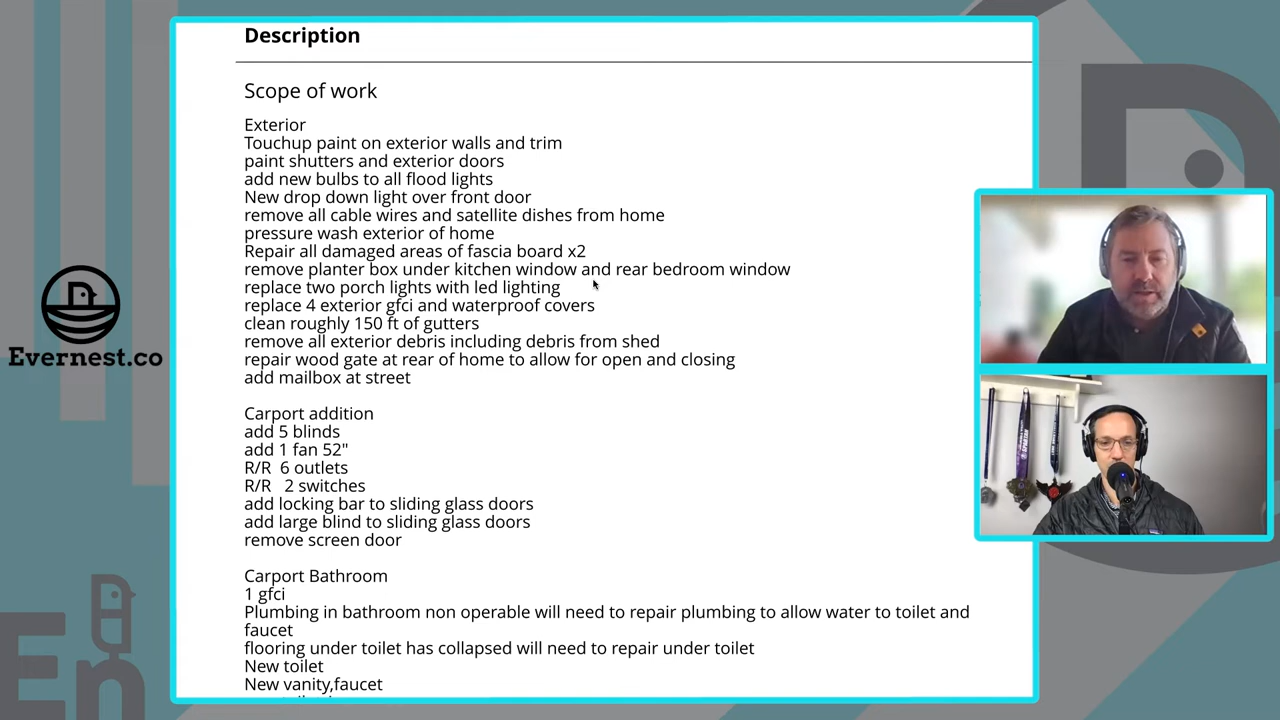 Description
Scope of work
Exterior
Touchup paint on exterior walls and trim
paint shutters and exterior doors
add new bulbs to all flood lights
New drop down light over front door
remove all cable wires and satellite dishes from home
pressure wash exterior of home
Repair all damaged areas of fascia board x2
remove planter box under kitchen window and rear bedroom window
replace two porch lights with led lighting
replace 4 exterior gfci and waterproof covers
clean roughly 150 ft of gutters
remove all exterior debris including debris from shed
repair wood gate at rear of home to allow for open and closing
add mailbox at street
Carport addition
add 5 blinds
add 1 fan 52"
R/R 6 outlets
R/R 2 switches
add locking bar to sliding glass doors
add large blind to sliding glass doors
remove screen door
Carport Bathroom
1 gfci
Plumbing in bathroom non operable will need to repair plumbing to allow water to toilet and
faucet
flooring under toilet has collapsed will need to repair under toilet
New toilet
New vanity,faucet
Evernest.co
En
SPARTAN